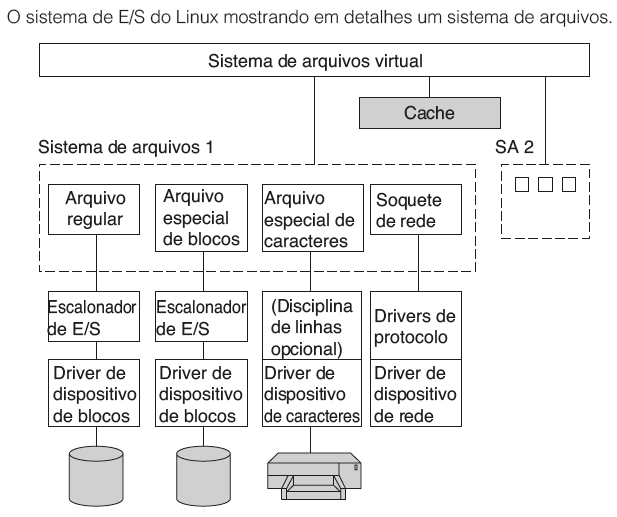 O sistema de E/S do Linux mostrando em detalhes um sistema de arquivos.
Sistema de arquivos virtual
Cache
Sistema de arquivos 1
SA 2
Arquivo
regular
Arquivo
especial
de blocos
Arquivo
especial de
caracteres
Soquete
de rede
Escalonador
de E/S
Escalonador
de E/S
(Disciplina
de linhas
opcional)
Drivers de
protocolo
Driver de
dispositivo
de blocos
Driver de
dispositivo
de blocos
Driver de
dispositivo
de caracteres
Driver de
dispositivo
de rede